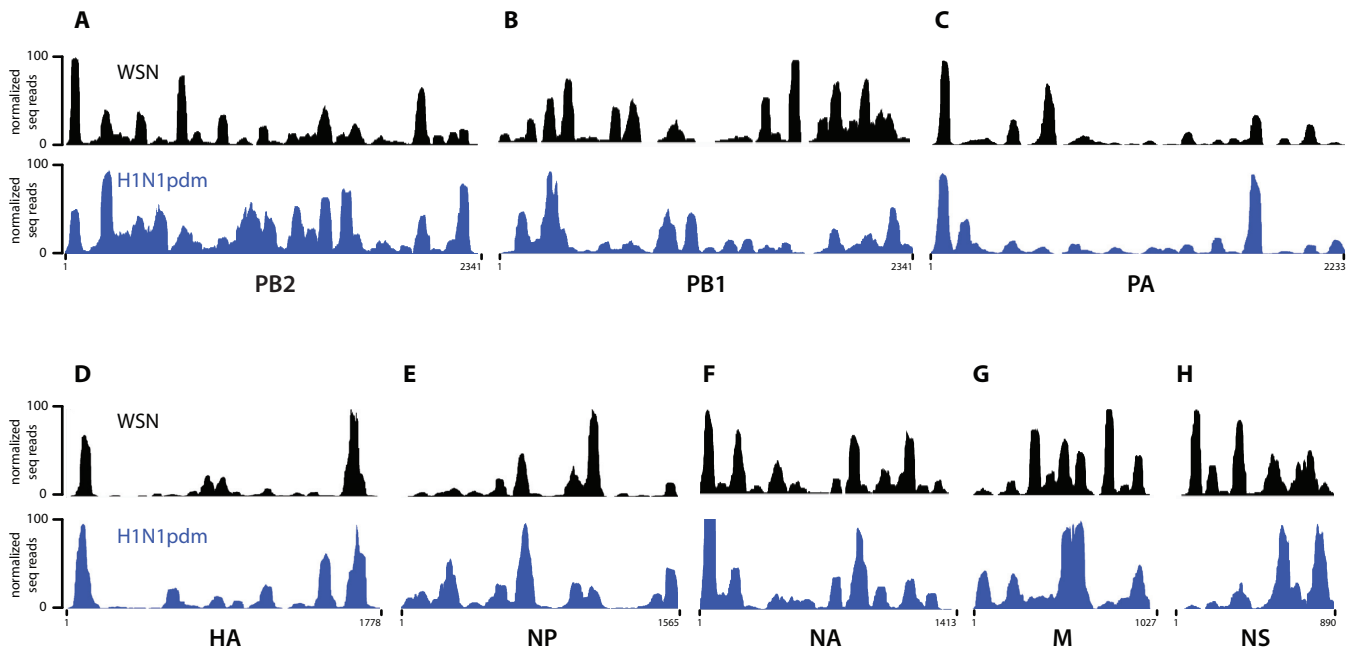 A
B
C
normalized
seq reads
100
0
WSN
normalized
seq reads
100
0
H1N1pdm
1
2341
1
2341
1
2233
PB2
PB1
PA
D
E
F
G
H
normalized
seq reads
100
0
WSN
normalized
seq reads
100
0
H1N1pdm
1
1778
1
1565
1
1413
1
1027
1
890
HA
NP
NA
M
NS